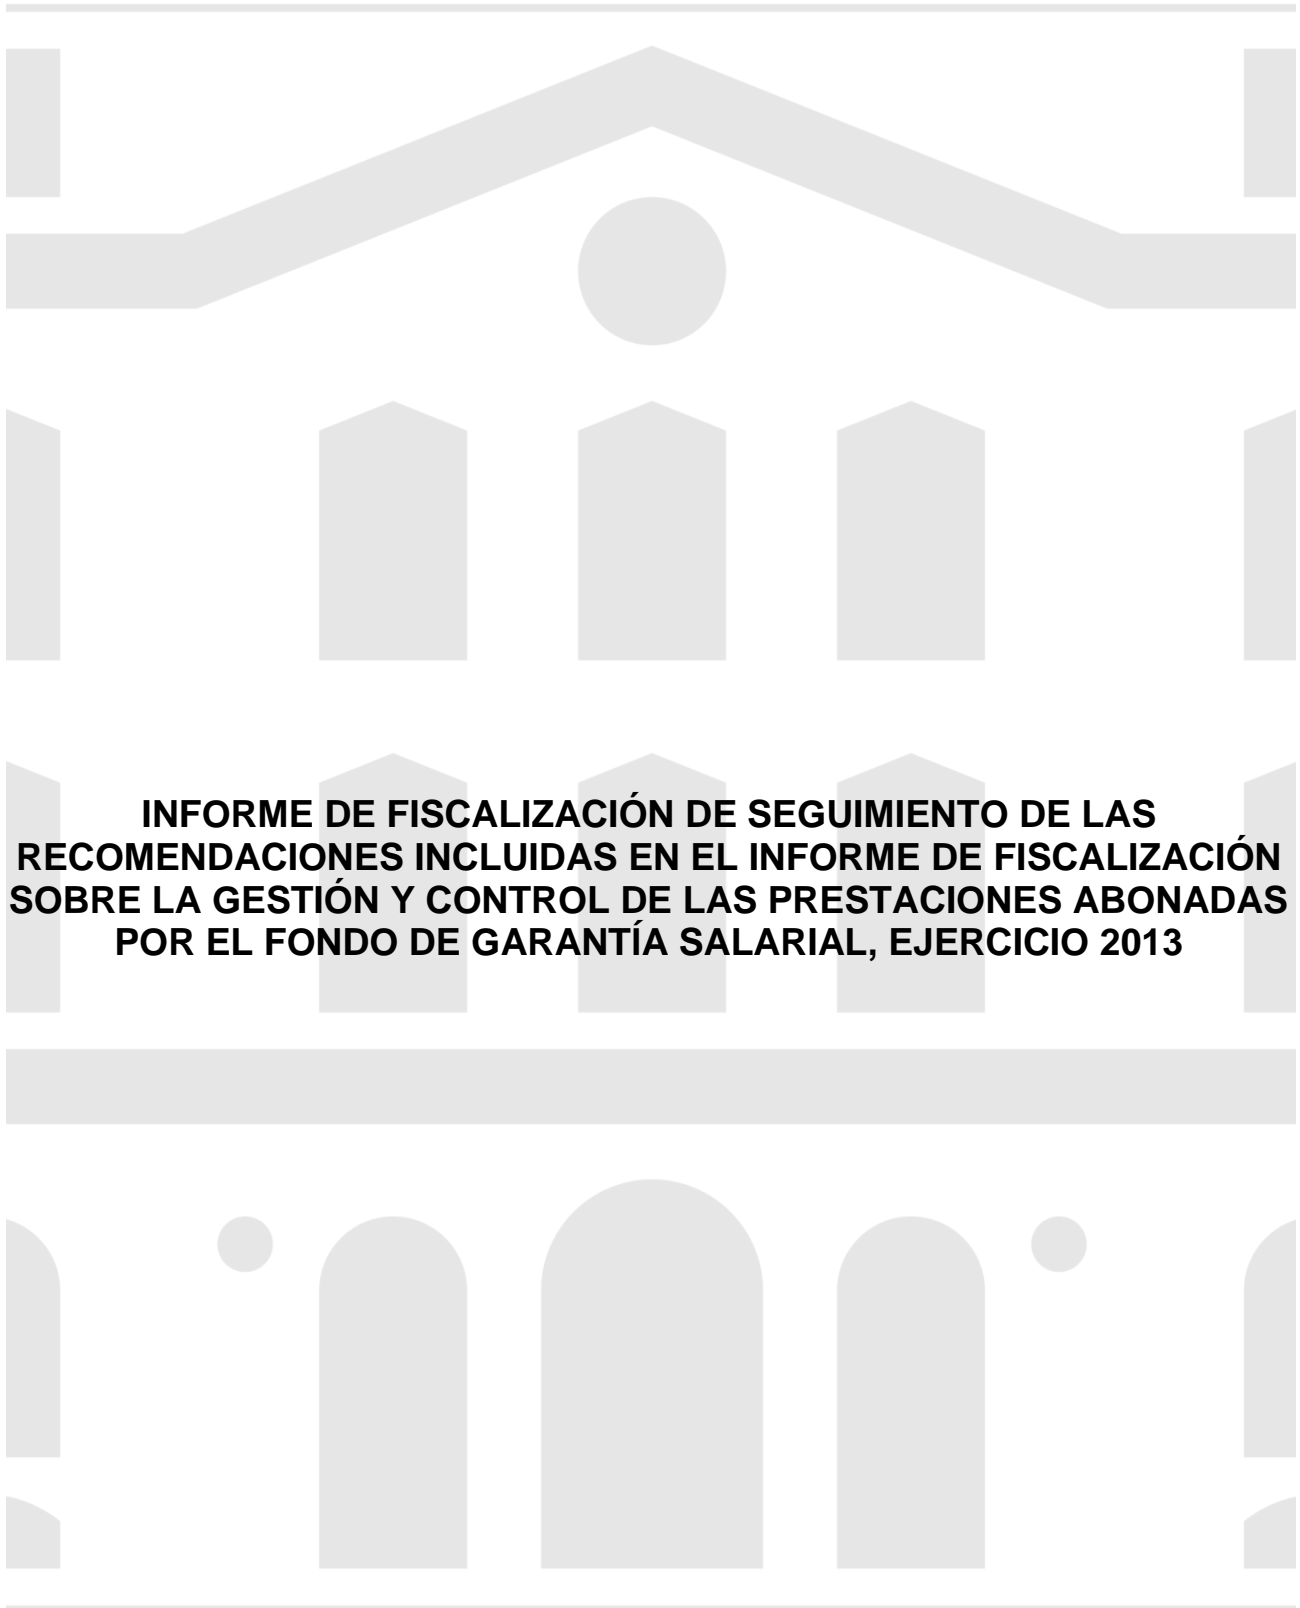 INFORME DE FISCALIZACIÓN DE SEGUIMIENTO DE LAS
RECOMENDACIONES INCLUIDAS EN EL INFORME DE FISCALIZACIÓN
SOBRE LA GESTIÓN Y CONTROL DE LAS PRESTACIONES ABONADAS
POR EL FONDO DE GARANTÍA SALARIAL, EJERCICIO 2013